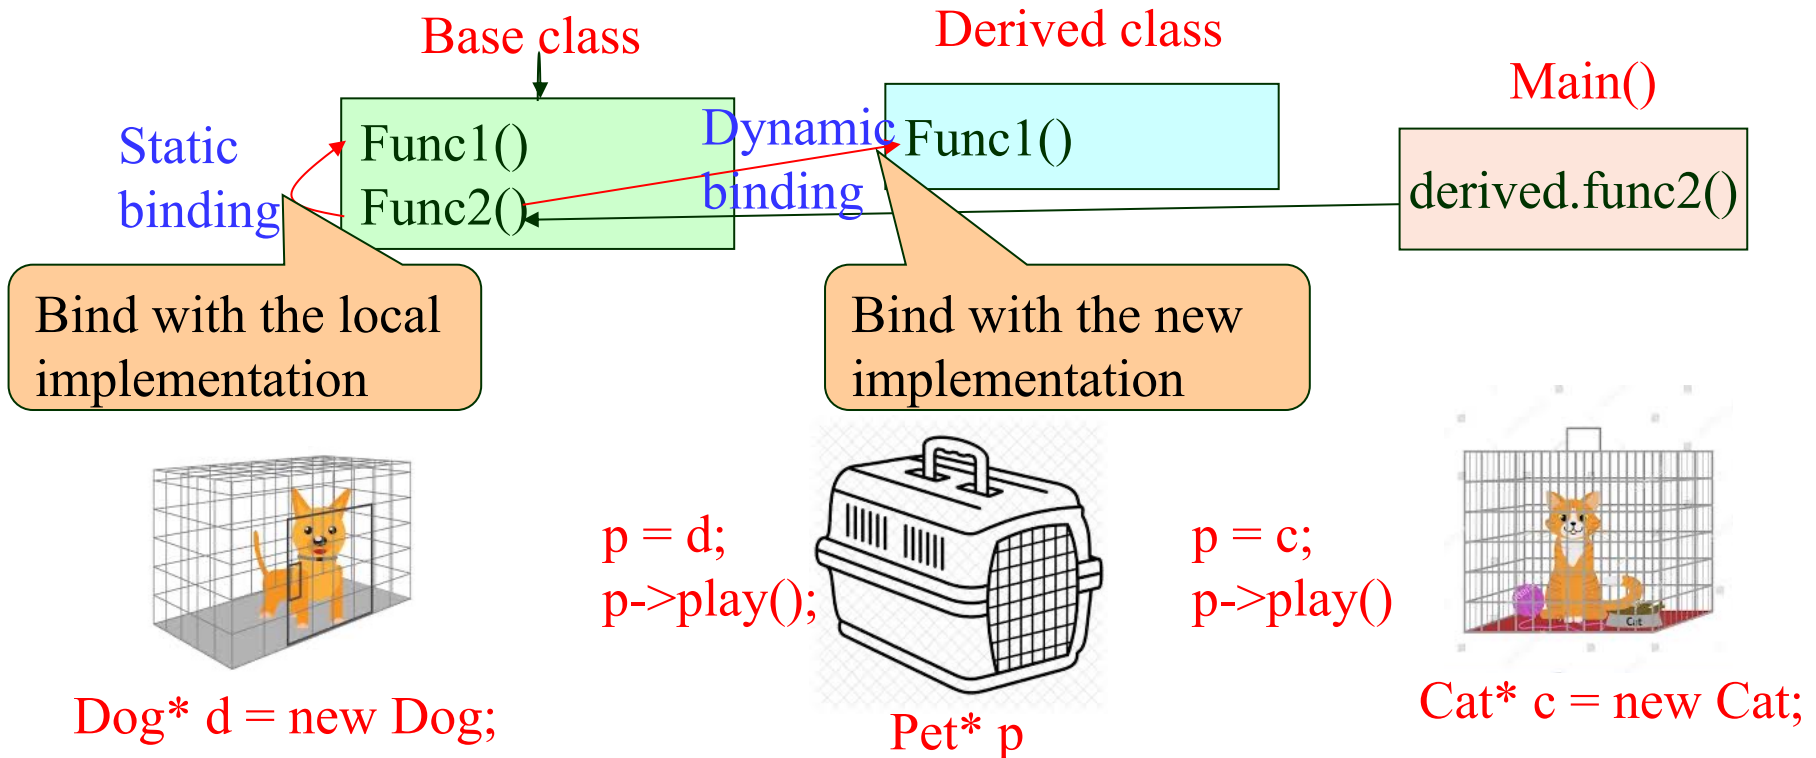 Base class
Derived class
Main()
Static
binding
Func1()
Func2()
Dynamic
binding
Func1()
derived.func2()
Bind with the local
implementation
Bind with the new
implementation
p = d;
p->play();
p = c;
p->play()
Cat
Dog* d = new Dog;
Pet* p
Cat* c = new Cat;